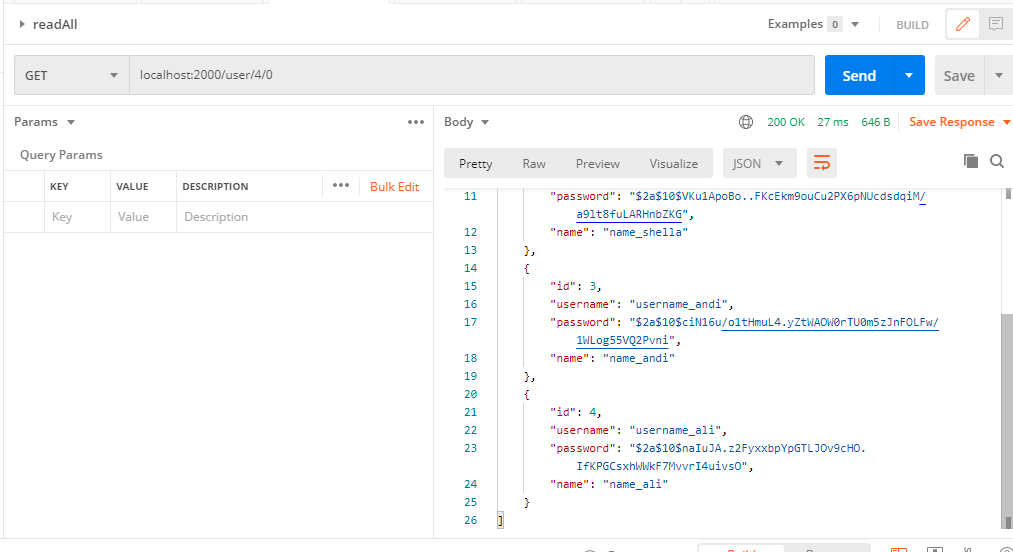 readAll
Examples 0
BUILD
GET
localhost:2000/user/4/0
Send
Save
Params
Query Params
KEY VALUE DESCRIPTION
Bulk Edit
Key Value Description
Body
200 OK 27 ms 646 B Save Response
Pretty Raw Preview Visualize JSON
11 "password": "$2a$10$VKu1ApoBo..FKcEkm9ouCu2PX6pNUcdsdqiM/
a9lt8fuLARHnbZKG",
12 "name": "name_shella"
13 },
14 {
15 "id": 3,
16 "username": "username_andi",
17 "password": "$2a$10$ciN16u/o1tHmuL4.yZtWAOW0rTU0m5zJnFOLFw/
1WLog55VQ2Pvni",
18 "name": "name_andi"
19 },
20 {
21 "id": 4,
22 "username": "username_ali",
23 "password": "$2a$10$naIuJA.z2FyxxbpYpGTLJOv9cHO.
IfKPGCsxhWWkF7MvvrI4uivsO",
24 "name": "name_ali"
25 }
26 ]